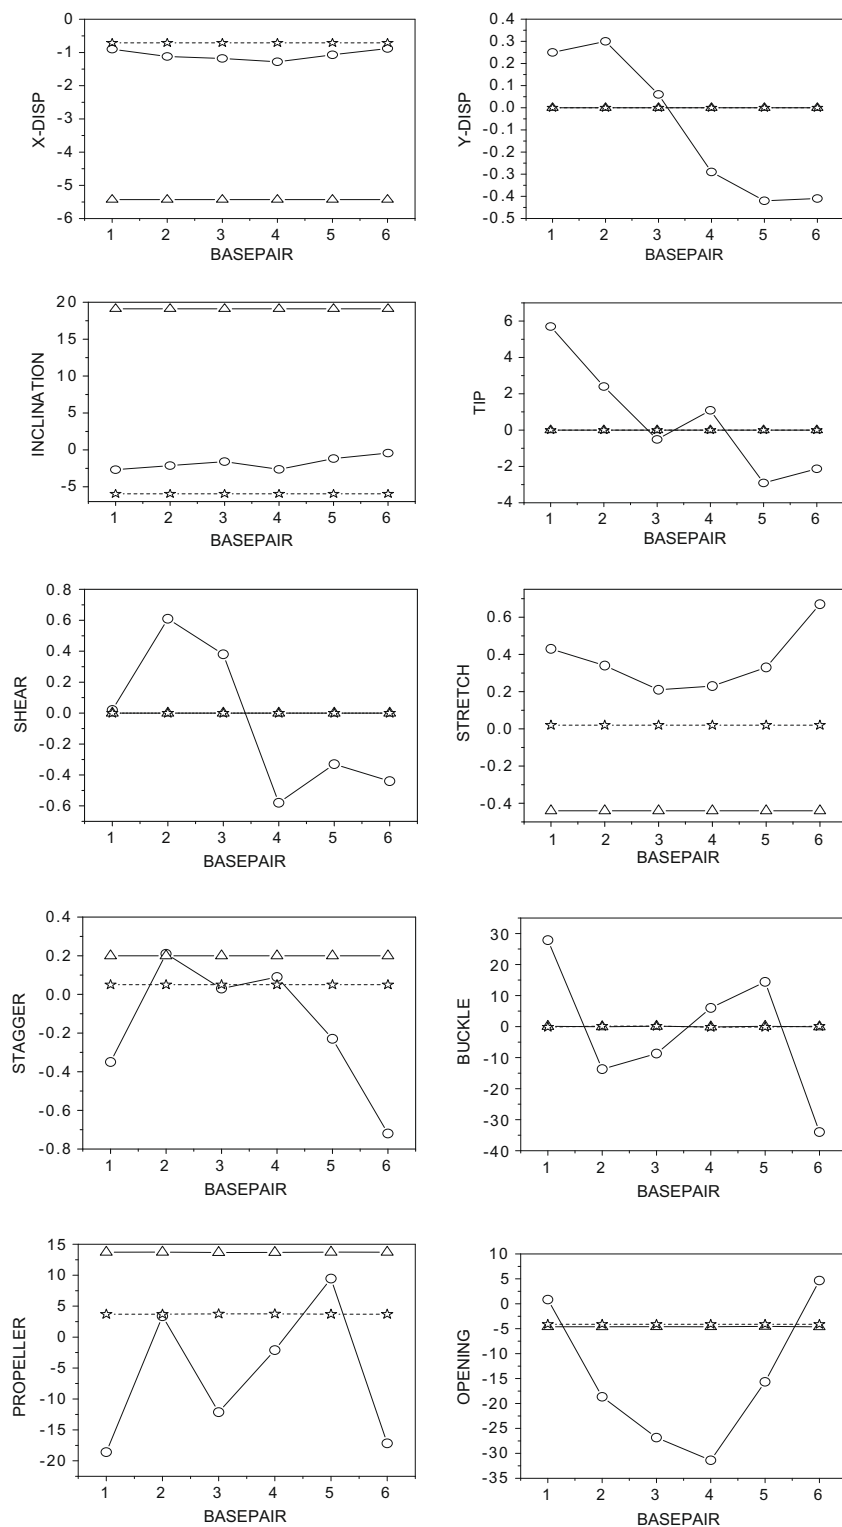 X-DISP
0
-1
-2
-3
-4
-5
-6
1 2 3 4 5 6
BASEPAIR
Y-DISP
0.4
0.3
0.2
0.1
0.0
-0.1
-0.2
-0.3
-0.4
-0.5
1 2 3 4 5 6
BASEPAIR
INCLINATION
20
15
10
5
0
-5
1 2 3 4 5 6
BASEPAIR
TIP
6
4
2
0
-2
-4
1 2 3 4 5 6
BASEPAIR
SHEAR
0.8
0.6
0.4
0.2
0.0
-0.2
-0.4
-0.6
1 2 3 4 5 6
BASEPAIR
STRETCH
0.6
0.4
0.2
0.0
-0.2
-0.4
1 2 3 4 5 6
BASEPAIR
STAGGER
0.4
0.2
0.0
-0.2
-0.4
-0.6
-0.8
1 2 3 4 5 6
BASEPAIR
BUCKLE
30
20
10
0
-10
-20
-30
-40
1 2 3 4 5 6
BASEPAIR
PROPELLER
15
10
5
0
-5
-10
-15
-20
1 2 3 4 5 6
BASEPAIR
OPENING
10
5
0
-5
-10
-15
-20
-25
-30
-35
1 2 3 4 5 6
BASEPAIR